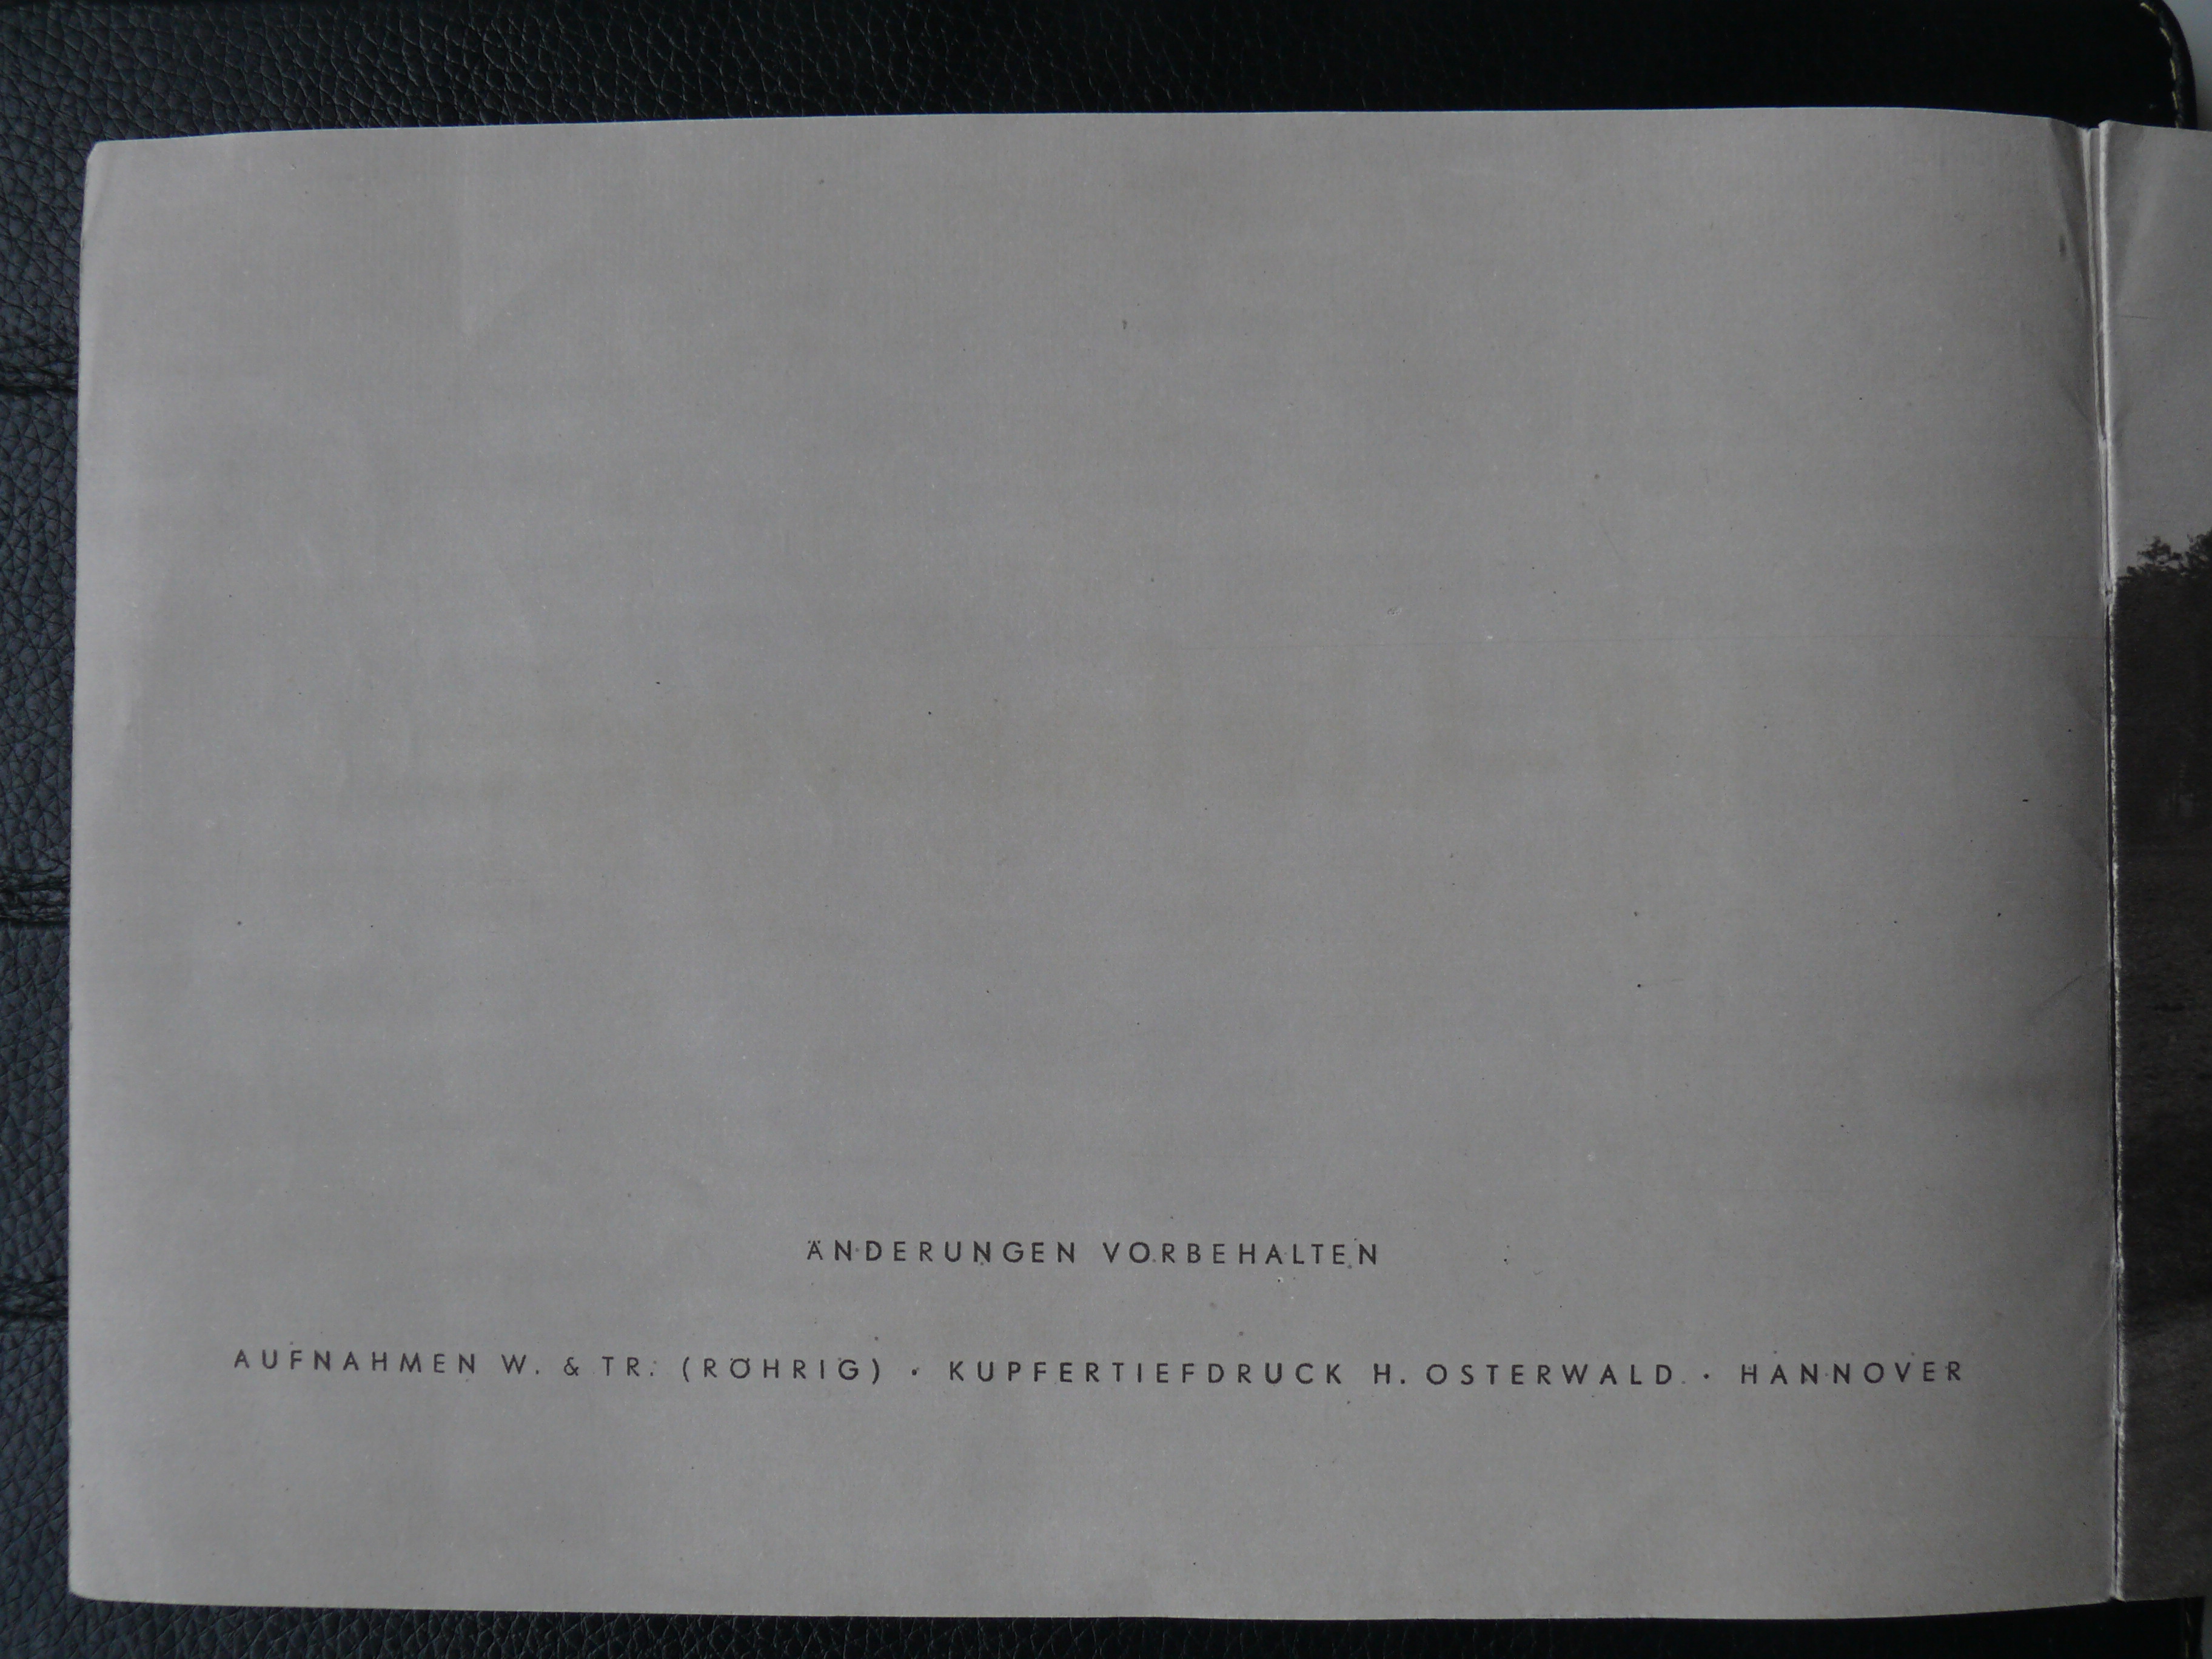 ÄNDERUNGEN VORBEHALTEN
AUFNAHMEN W. & TR. (RÖHRIG) · KUPFERTIEFDRUCK H. OSTERWALD · HANNOVER